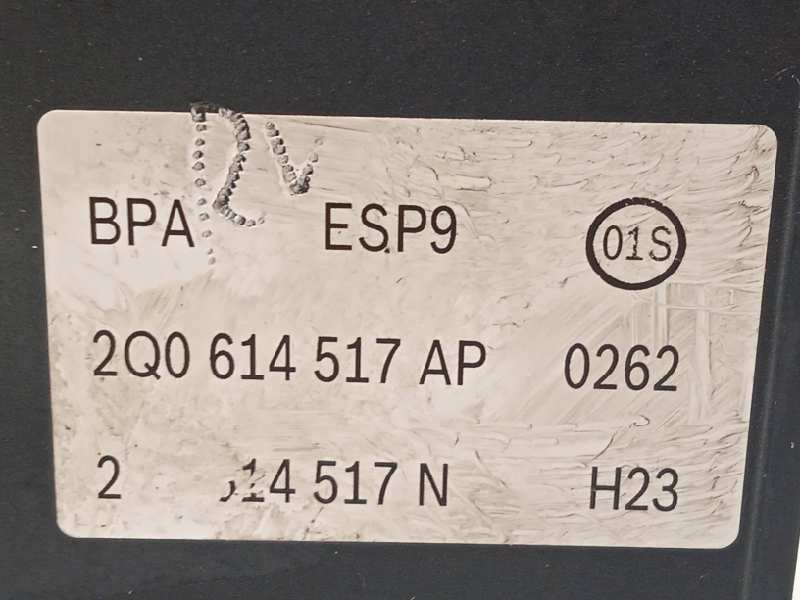 BPA ESP9 01S
2Q0 614 517 AP 0262
2 14 517 N H23